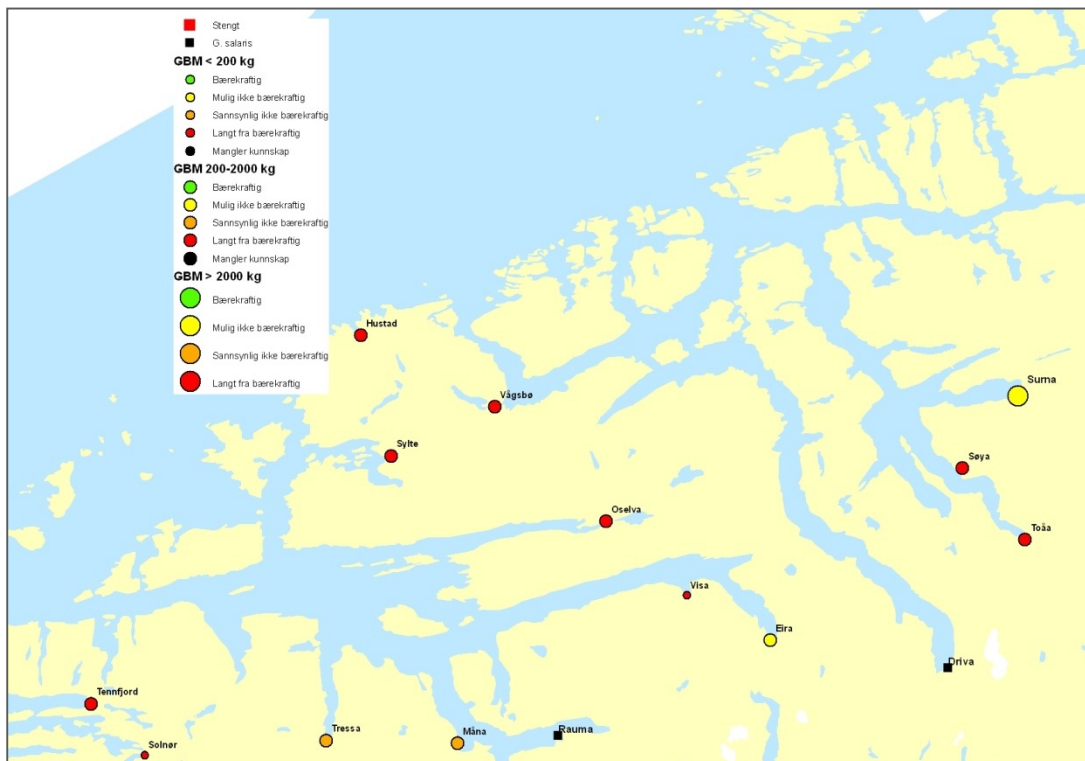 Stengt
G. salaris
GBM < 200 kg
Bærekraftig
Mulig ikke bærekraftig
Sannsynlig ikke bærekraftig
Langt fra bærekraftig
Mangler kunnskap
GBM 200-2000 kg
Bærekraftig
Mulig ikke bærekraftig
Sannsynlig ikke bærekraftig
Langt fra bærekraftig
Mangler kunnskap
GBM > 2000 kg
Bærekraftig
Mulig ikke bærekraftig
Sannsynlig ikke bærekraftig
Langt fra bærekraftig
Hustad
Surna
Vågsbø
Sylte
Søya
Oselva
Toåa
Visa
Eira
Driva
Tennfjord
Tressa
Måna
Rauma
Solnør